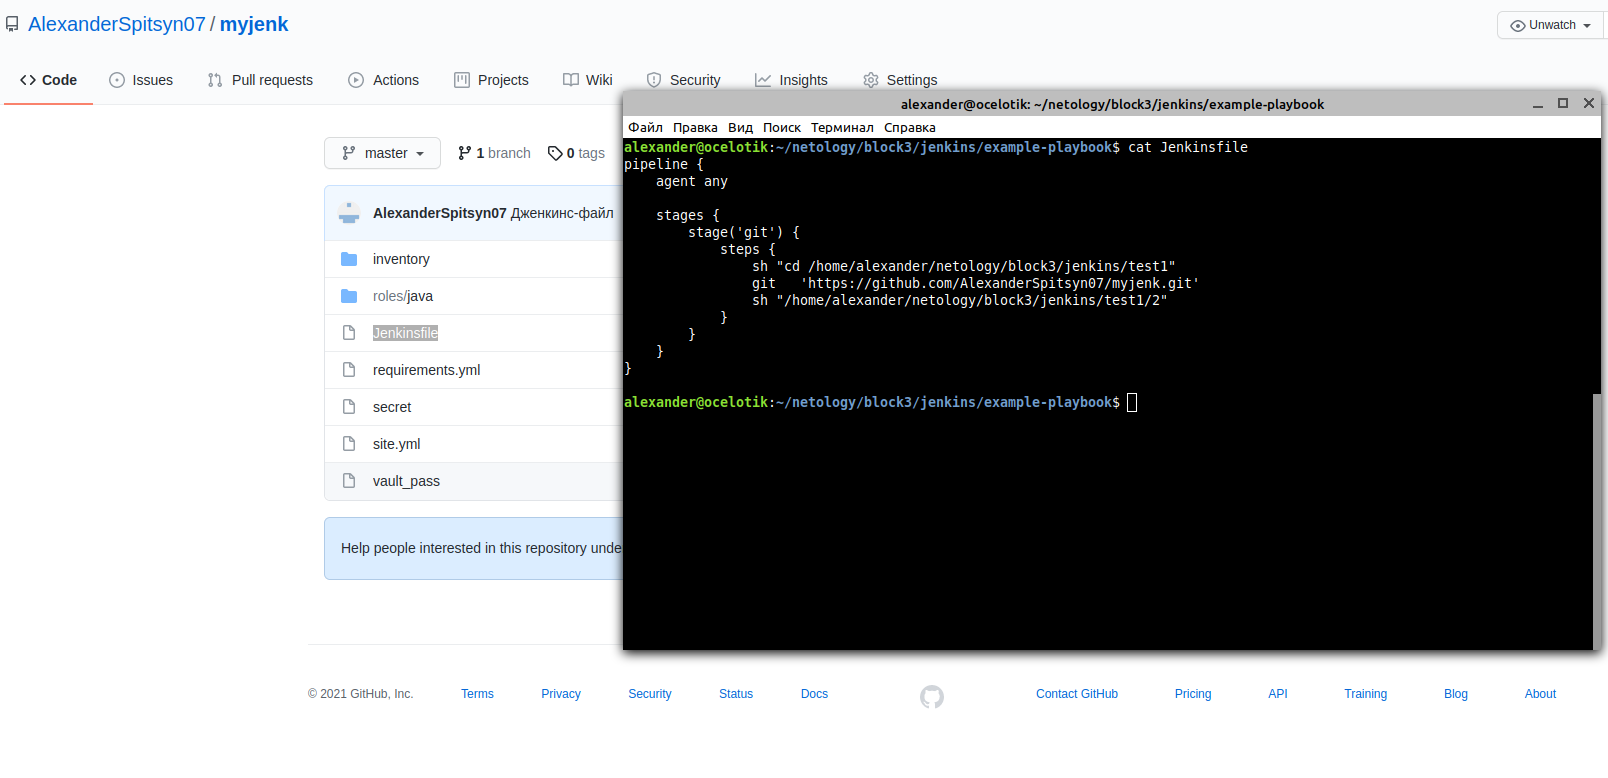 AlexanderSpitsyn07 / myjenk
Unwatch
Code Issues Pull requests Actions Projects Wiki Security Insights Settings
master 1 branch 0 tags
AlexanderSpitsyn07 Дженкинс-файл
inventory
roles/java
Jenkinsfile
requirements.yml
secret
site.yml
vault_pass
Help people interested in this repository unde
alexander@ocelotik: ~/netology/block3/jenkins/example-playbook
Файл Правка Вид Поиск Терминал Справка
alexander@ocelotik:~/netology/block3/jenkins/example-playbook$ cat Jenkinsfile
pipeline {
    agent any
    stages {
        stage('git') {
            steps {
                sh "cd /home/alexander/netology/block3/jenkins/test1"
                git   'https://github.com/AlexanderSpitsyn07/myjenk.git'
                sh "/home/alexander/netology/block3/jenkins/test1/2"
            }
        }
    }
}
alexander@ocelotik:~/netology/block3/jenkins/example-playbook$
© 2021 GitHub, Inc. Terms Privacy Security Status Docs Contact GitHub Pricing API Training Blog About